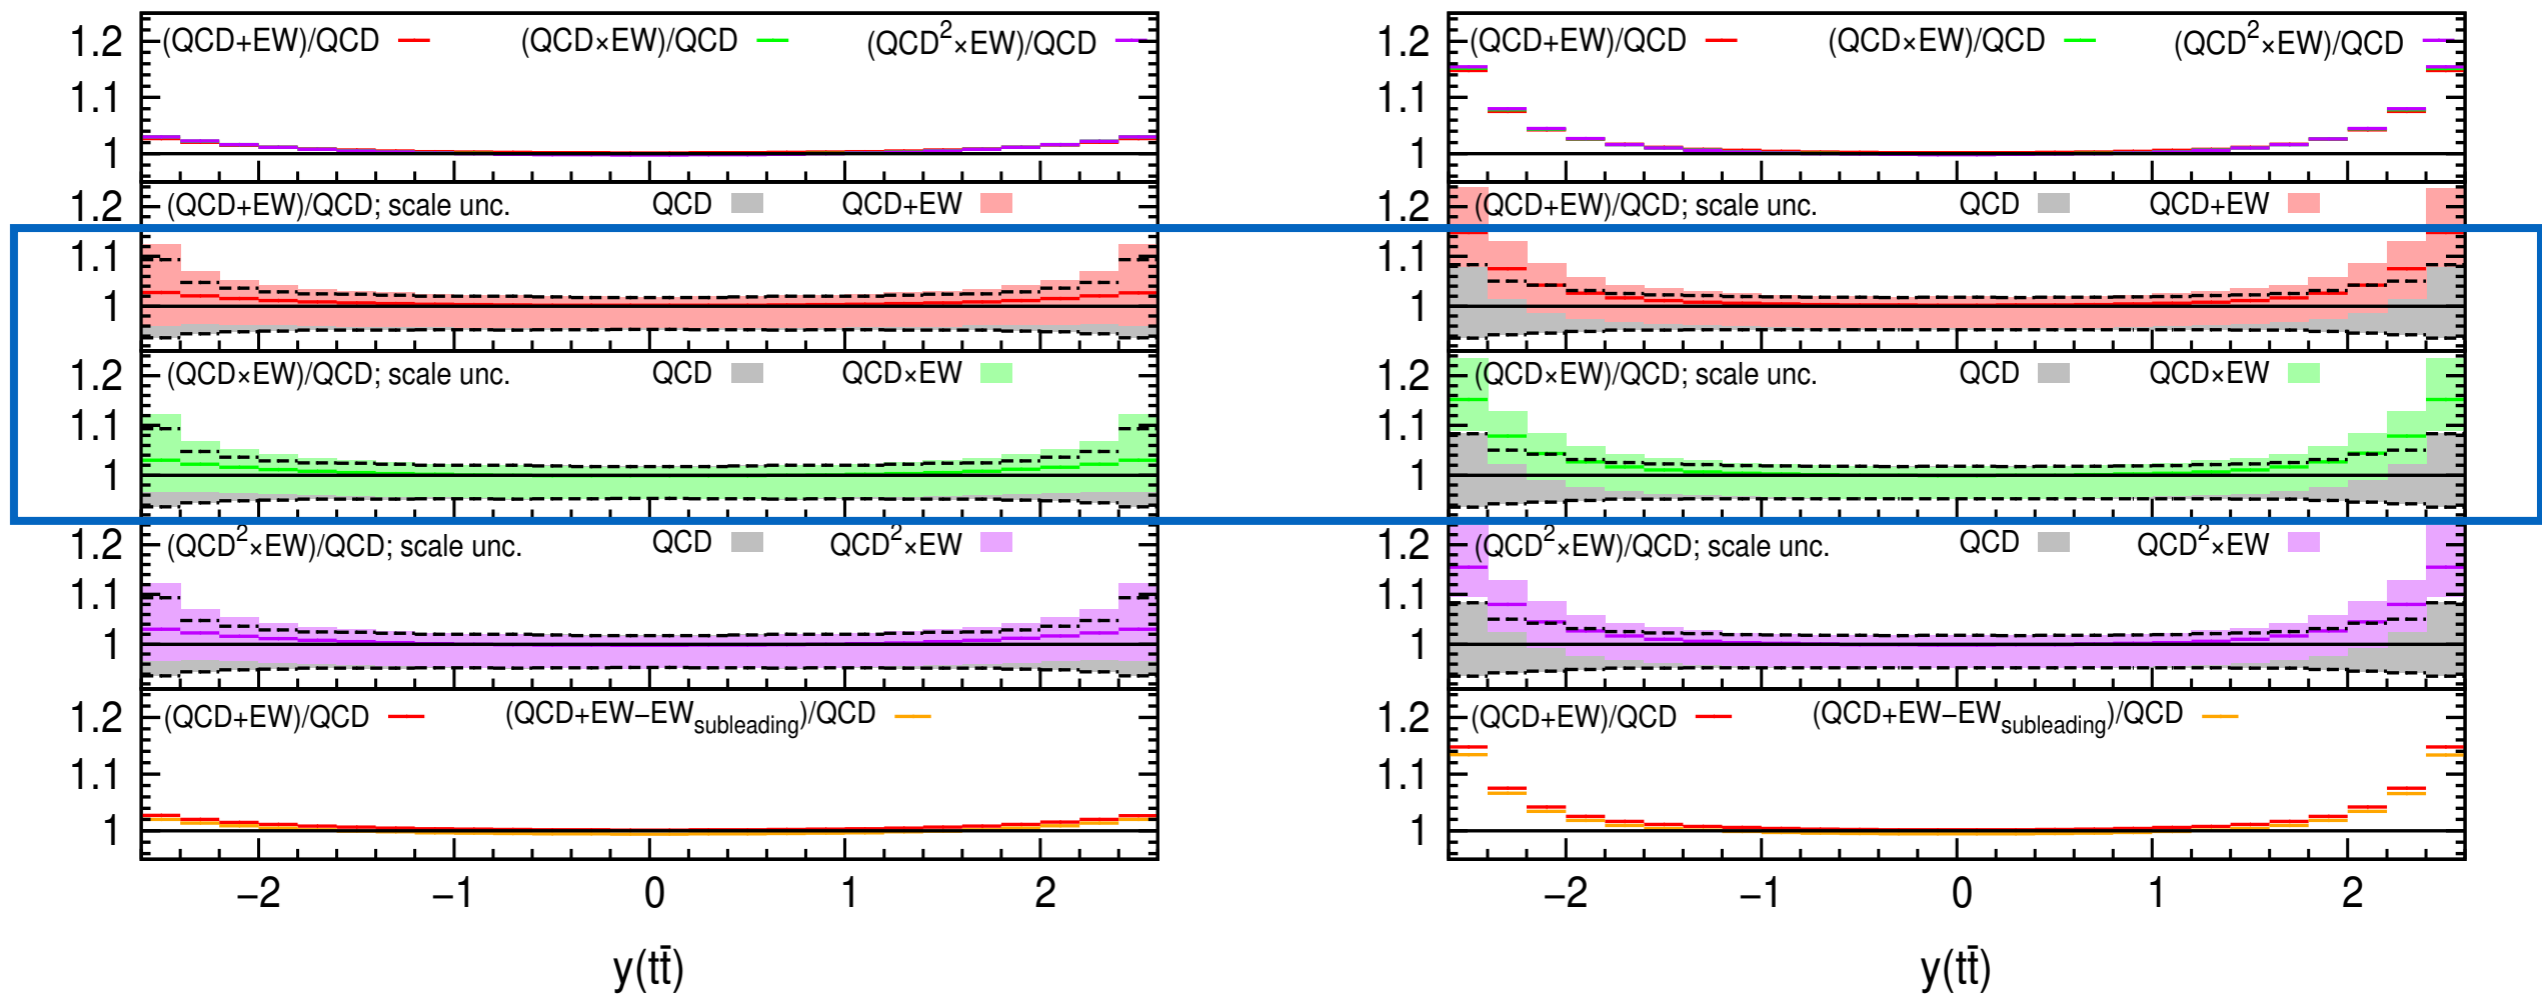 1.2 (QCD+EW)/QCD (QCD×EW)/QCD (QCD²×EW)/QCD
1.1
1
1.2 (QCD+EW)/QCD; scale unc. QCD QCD+EW
1.1
1
1.2 (QCD×EW)/QCD; scale unc. QCD QCD×EW
1.1
1
1.2 (QCD²×EW)/QCD; scale unc. QCD QCD²×EW
1.1
1
1.2 (QCD+EW)/QCD (QCD+EW−EWsubleading)/QCD
1.1
1
−2 −1 0 1 2
y(tt̄)
1.2 (QCD+EW)/QCD (QCD×EW)/QCD (QCD²×EW)/QCD
1.1
1
1.2 (QCD+EW)/QCD; scale unc. QCD QCD+EW
1.1
1
1.2 (QCD×EW)/QCD; scale unc. QCD QCD×EW
1.1
1
1.2 (QCD²×EW)/QCD; scale unc. QCD QCD²×EW
1.1
1
1.2 (QCD+EW)/QCD (QCD+EW−EWsubleading)/QCD
1.1
1
−2 −1 0 1 2
y(tt̄)